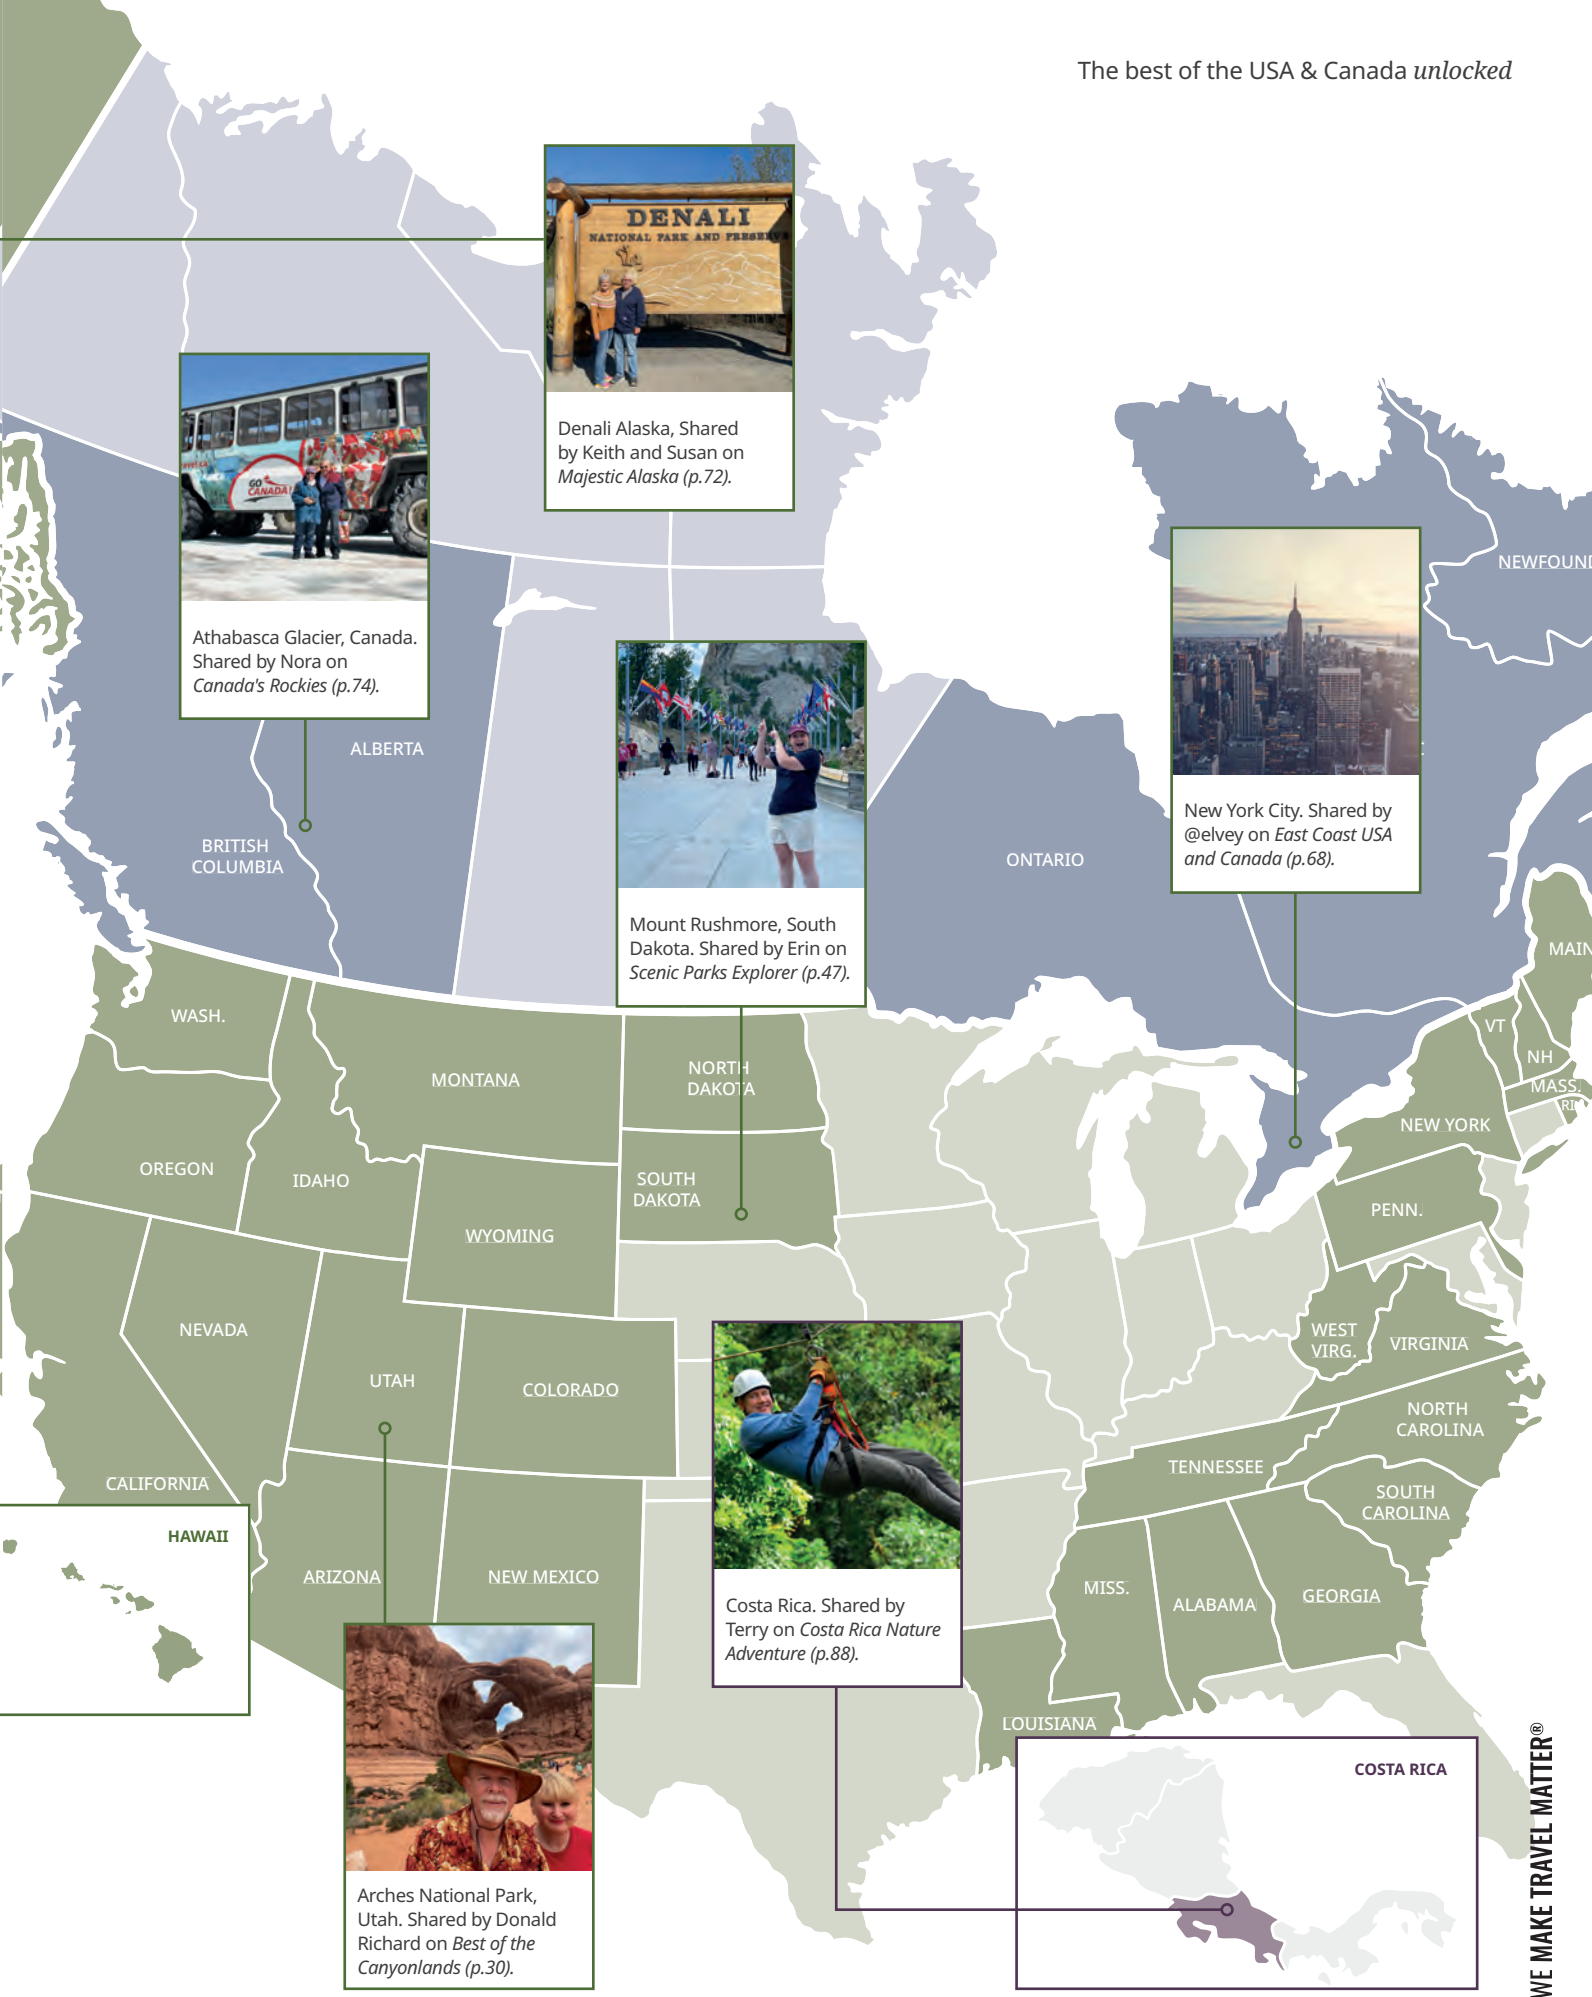 The best of the USA & Canada unlocked
DENALI
NATIONAL PARK AND PRESERVE
Denali Alaska, Shared
by Keith and Susan on
Majestic Alaska (p.72).
GO
CANADA!
Athabasca Glacier, Canada.
Shared by Nora on
Canada's Rockies (p.74).
NEWFOUND
ALBERTA
BRITISH
COLUMBIA
Mount Rushmore, South
Dakota. Shared by Erin on
Scenic Parks Explorer (p.47).
ONTARIO
New York City. Shared by
@elvey on East Coast USA
and Canada (p.68).
MAIN
WASH.
MONTANA
NORTH
DAKOTA
VT
NH
MASS.
RI
NEW YORK
OREGON
IDAHO
SOUTH
DAKOTA
WYOMING
PENN.
NEVADA
UTAH
COLORADO
WEST
VIRG.
VIRGINIA
NORTH
CAROLINA
TENNESSEE
SOUTH
CAROLINA
CALIFORNIA
HAWAII
ARIZONA
NEW MEXICO
MISS.
ALABAMA
GEORGIA
Costa Rica. Shared by
Terry on Costa Rica Nature
Adventure (p.88).
LOUISIANA
COSTA RICA
Arches National Park,
Utah. Shared by Donald
Richard on Best of the
Canyonlands (p.30).
WE MAKE TRAVEL MATTER®